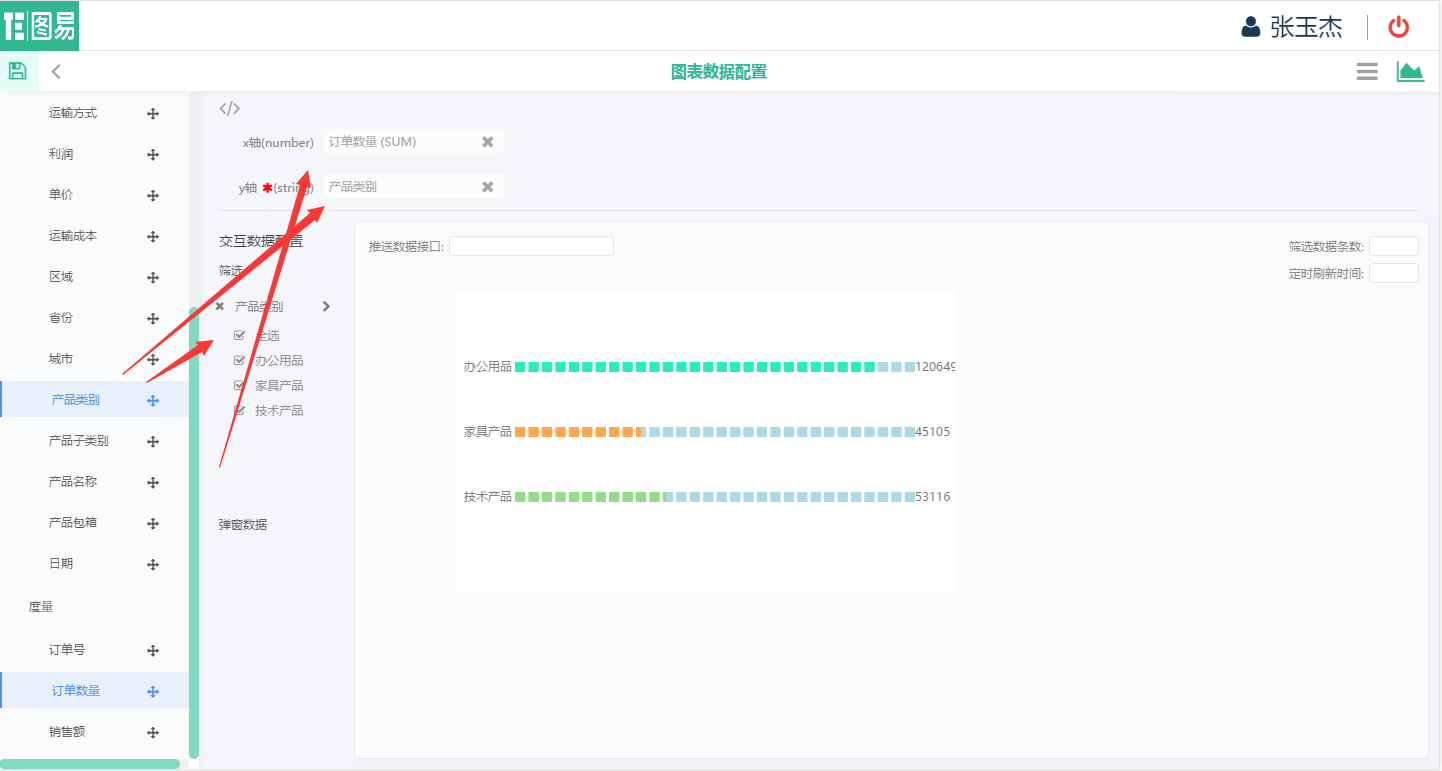 图易
张玉杰
图表数据配置
运输方式
利润
单价
运输成本
区域
省份
城市
产品类别
产品子类别
产品名称
产品包箱
日期
度量
订单号
订单数量
销售额
</>
x轴(number) 订单数量 (SUM)
y轴 *(string) 产品类别
交互数据配置
筛选
产品类别
全选
办公用品
家具产品
技术产品
弹窗数据
推送数据接口:
筛选数据条数:
定时刷新时间:
办公用品 120649
家具产品 45105
技术产品 53116